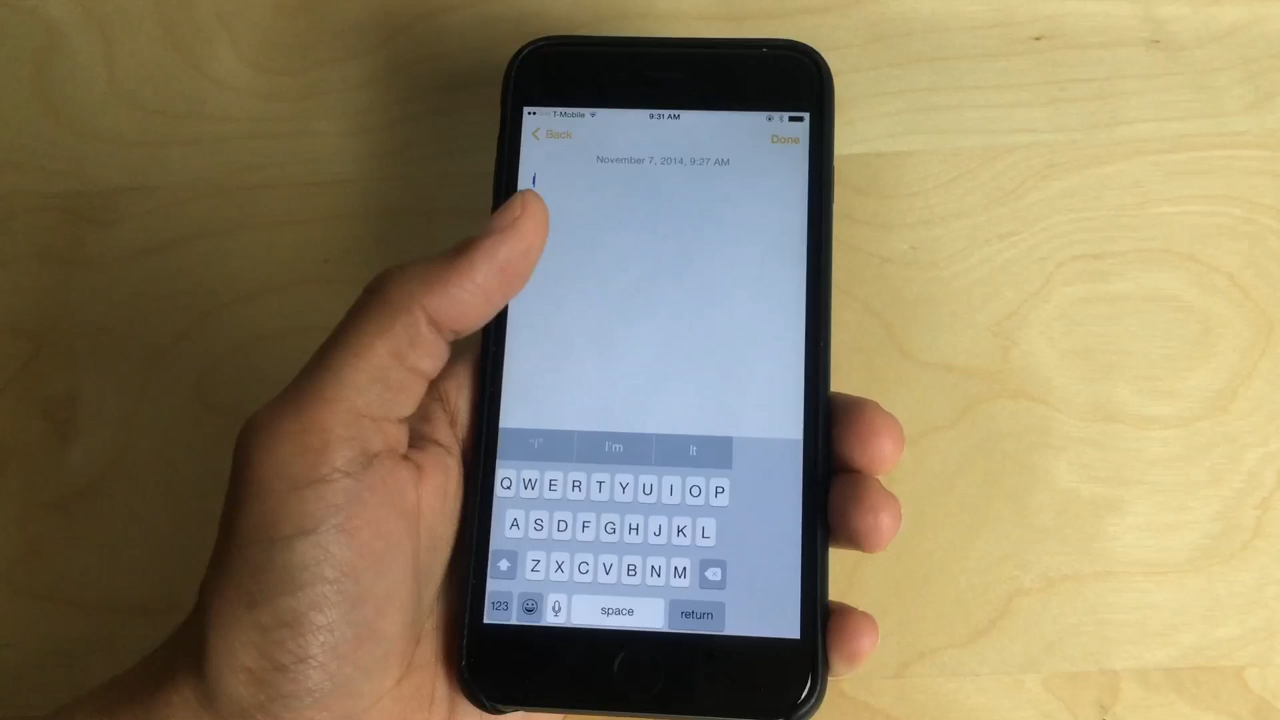 T-Mobile 9:31 AM
Back Done
November 7, 2014, 9:27 AM
"I" I'm It
Q W E R T Y U I O P
A S D F G H J K L
Z X C V B N M
123 space return